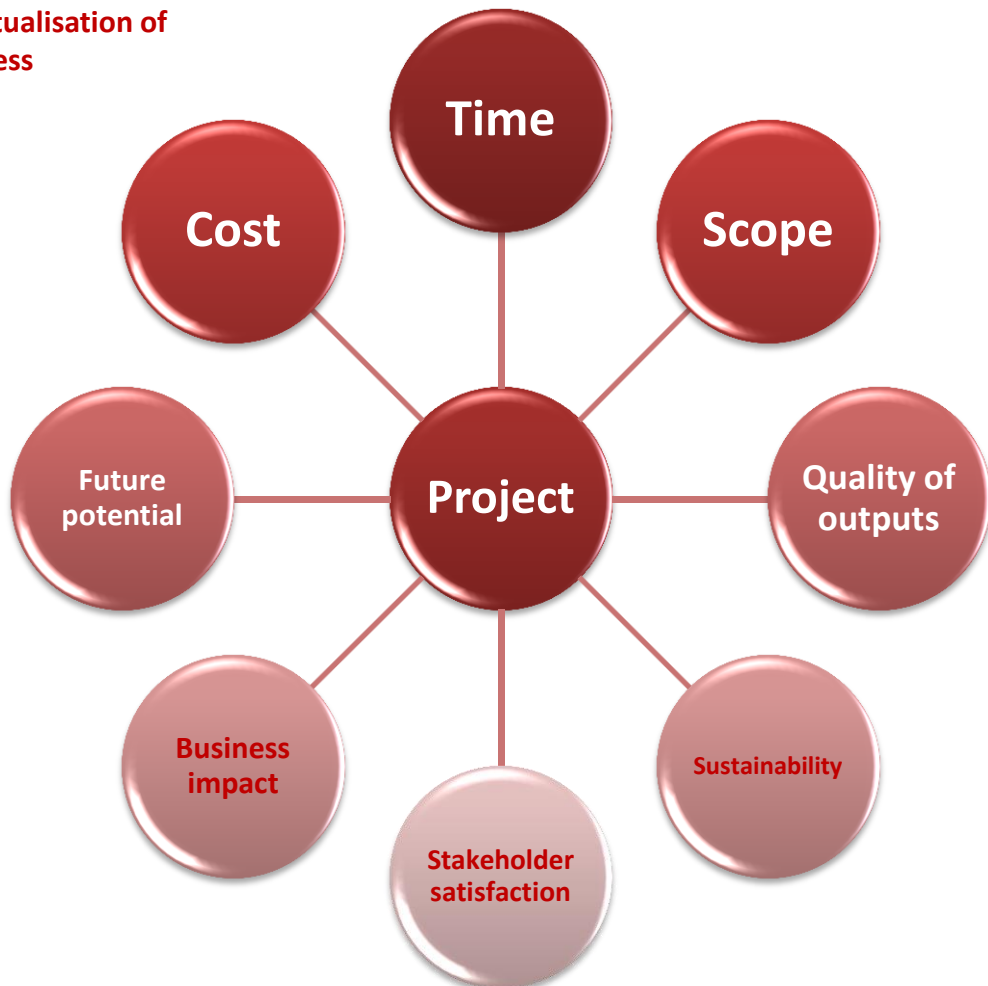 tualisation of
ess
Time
Cost
Scope
Future
potential
Project
Quality of
outputs
Business
impact
Sustainability
Stakeholder
satisfaction